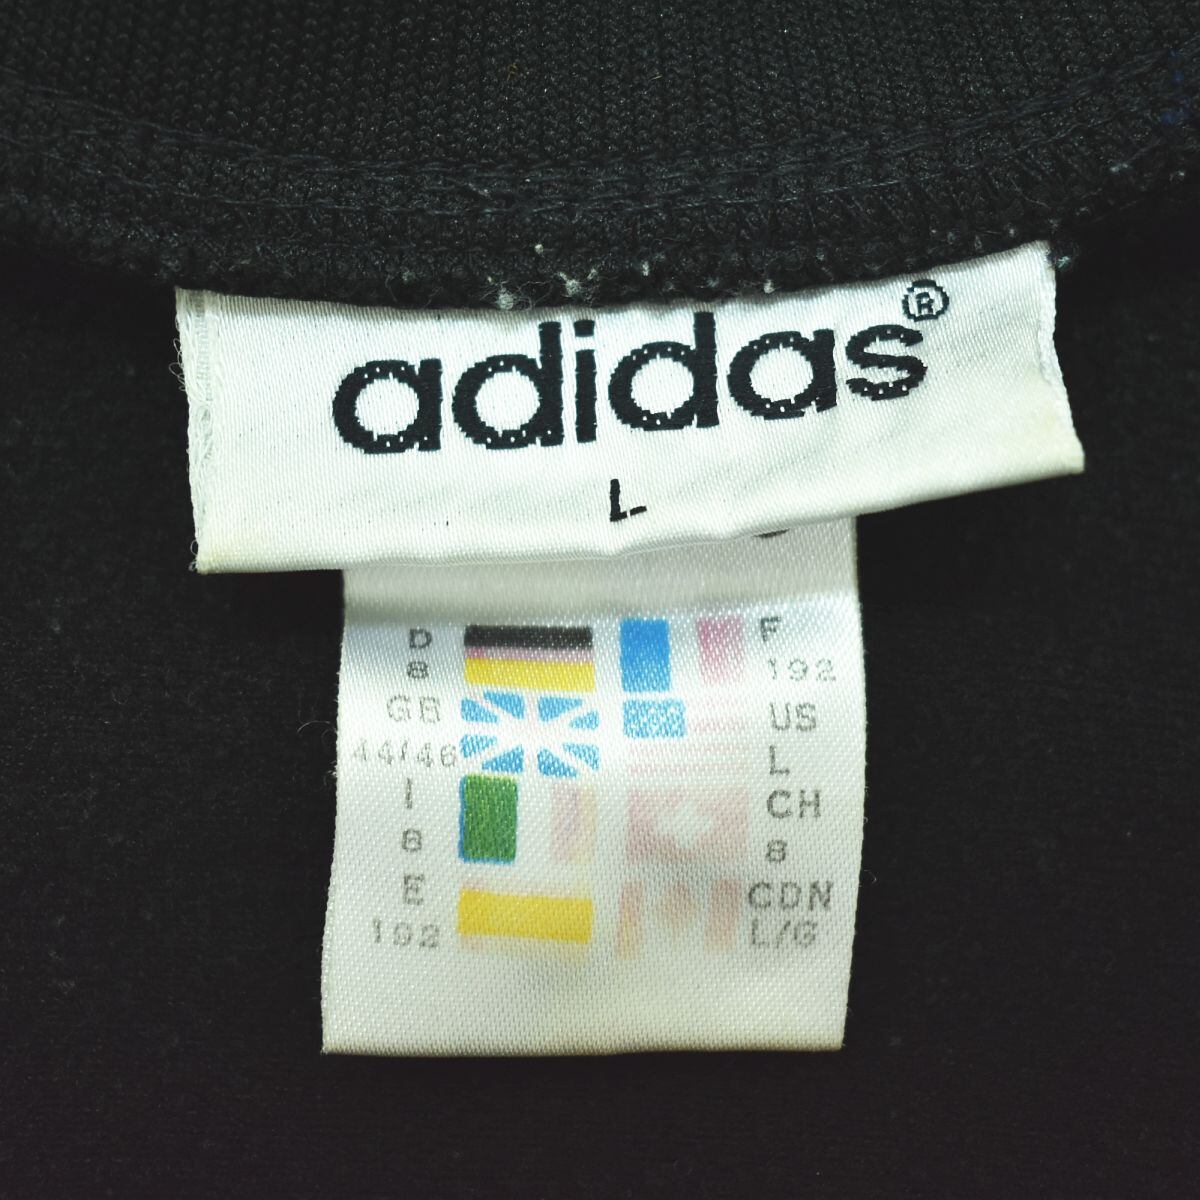 adidas®
L
D
8
GB
44/46
I
8
E
192
F
192
US
L
CH
8
CDN
L/G